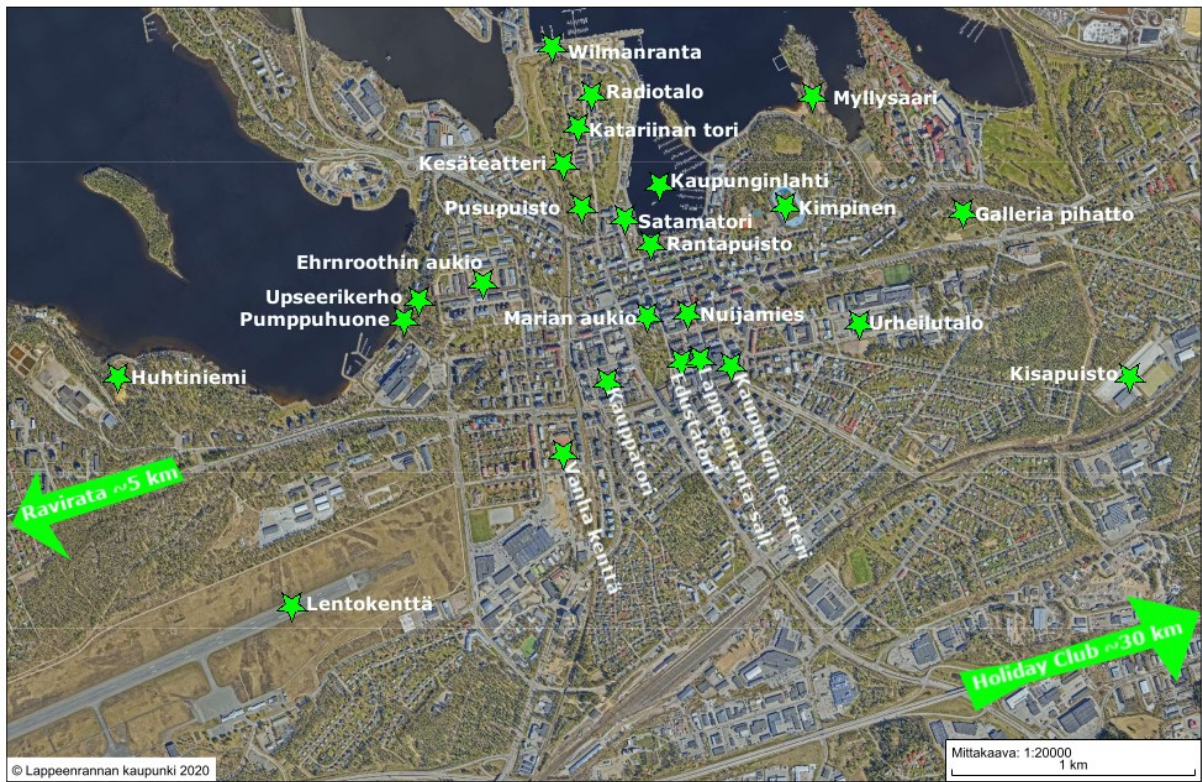 Wilmanranta
Radiotalo
Myllysaari
Katariinan tori
Kesäteatteri
Kaupunginlahti
Pusupuisto
Kimpinen
Galleria pihatto
Satamatori
Rantapuisto
Ehrnroothin aukio
Upseerikerho
Pumppuhuone
Marian aukio
Nuijamies
Urheilutalo
Huhtiniemi
Kisapuisto
Kauppatori
Edustatori
Lappeenranta-sali
Kaupungin teatteri
Vanha kenttä
Ravirata ~5 km
Lentokenttä
Holiday Club ~30 km
Mittakaava: 1:20000
1 km
© Lappeenrannan kaupunki 2020